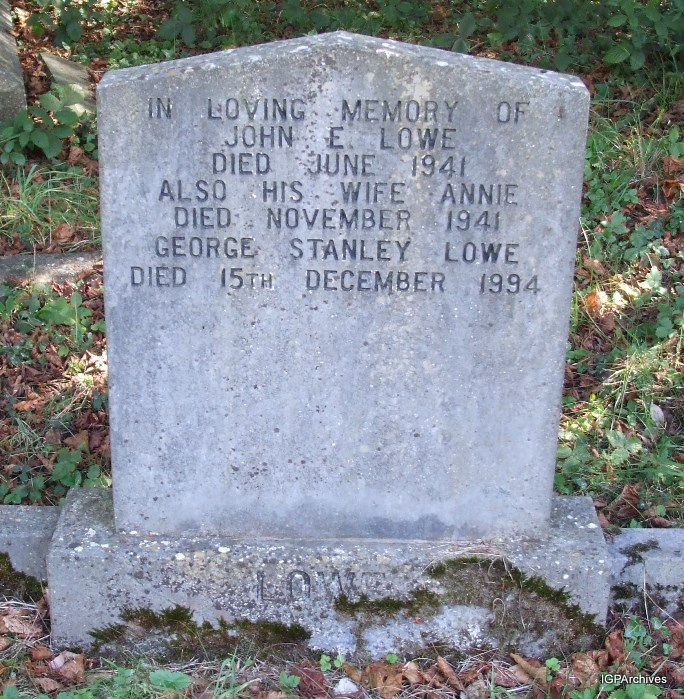 IN LOVING MEMORY OF
JOHN E LOWE
DIED JUNE 1941
ALSO HIS WIFE ANNIE
DIED NOVEMBER 1941
GEORGE STANLEY LOWE
DIED 15TH DECEMBER 1994
LOWE
IGPArchives